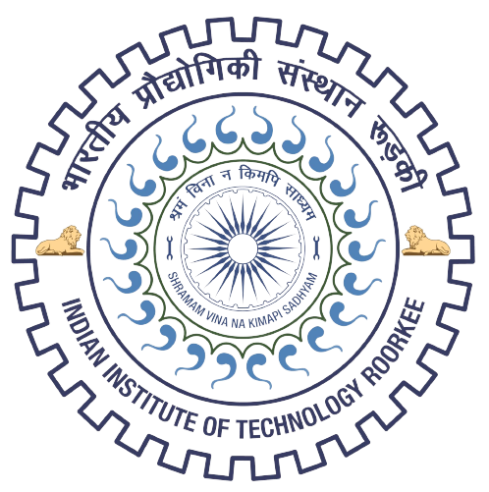 भारतीय प्रौद्योगिकी संस्थान रूड़की
श्रमं विना न किमपि साध्यम्
SHRAMAM VINA NA KIMAPI SADHYAM
INDIAN INSTITUTE OF TECHNOLOGY ROORKEE